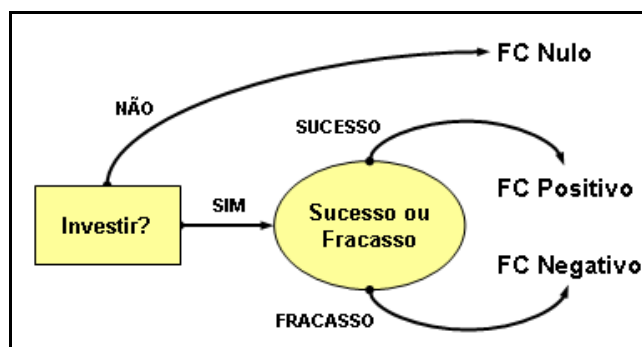 FC Nulo
NÃO
SUCESSO
FC Positivo
SIM
Investir?
Sucesso ou
Fracasso
FC Negativo
FRACASSO